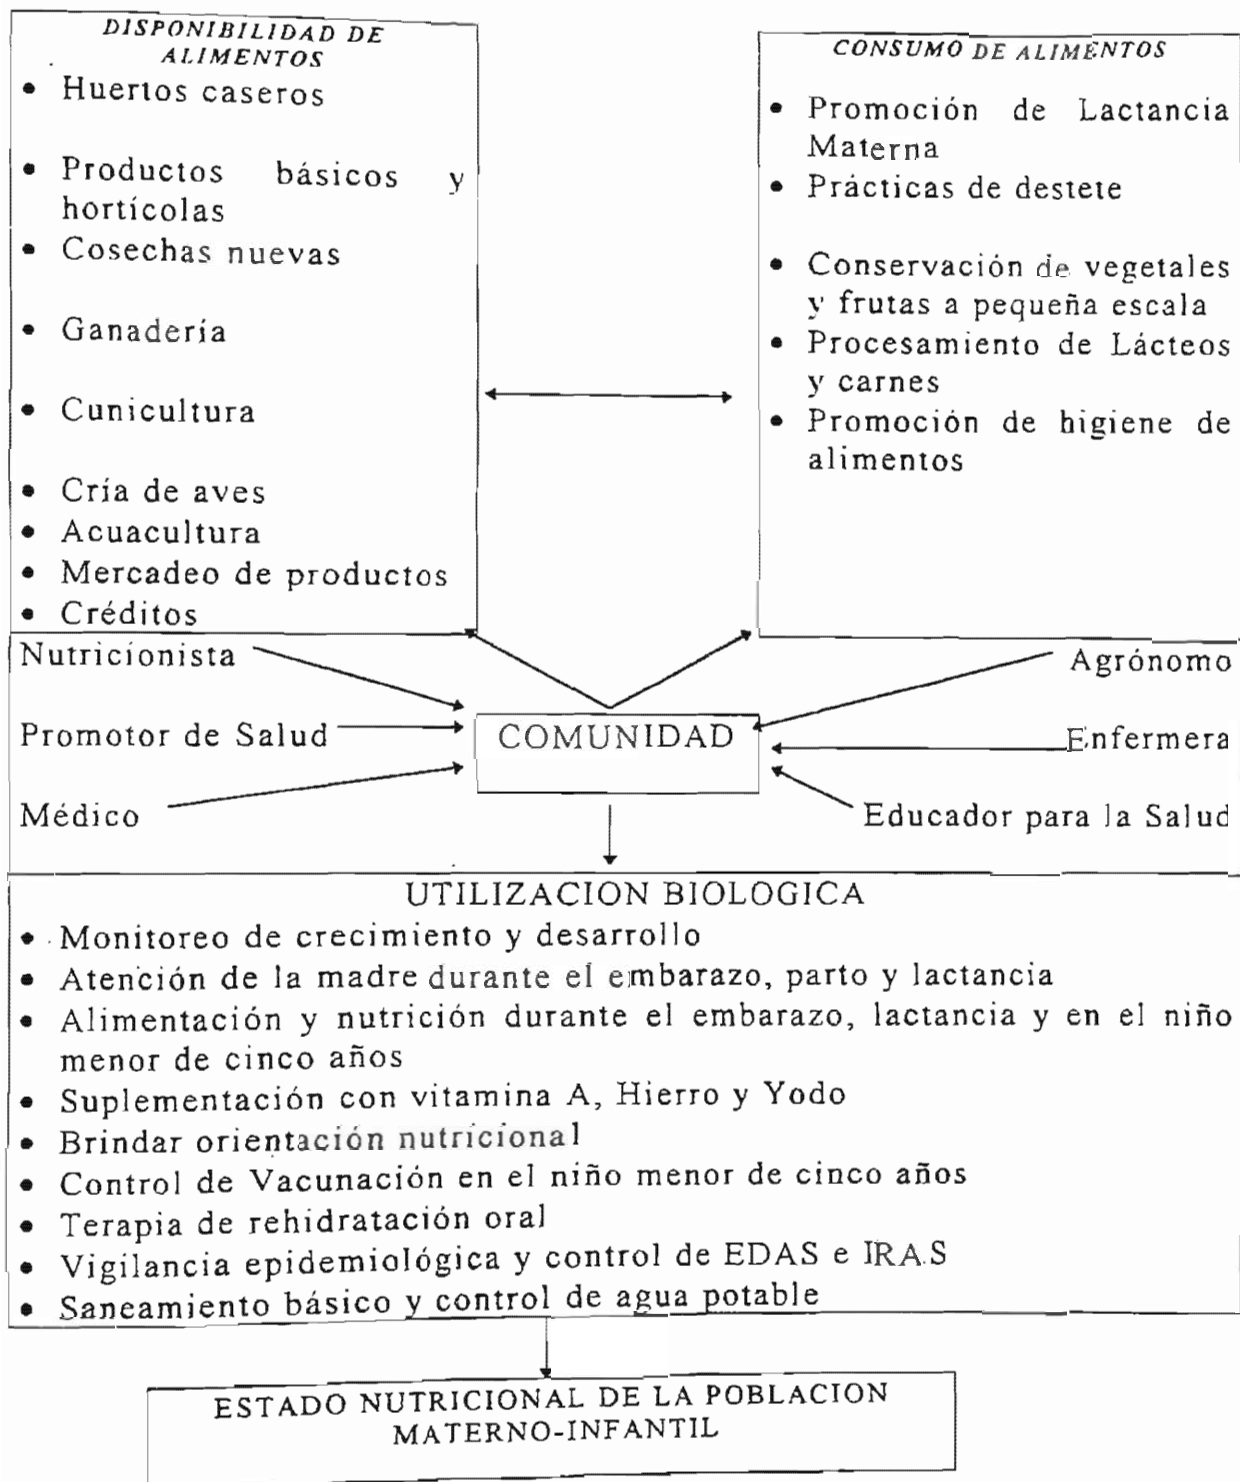 DISPONIBILIDAD DE
ALIMENTOS
• Huertos caseros
• Productos básicos y
hortícolas
• Cosechas nuevas
• Ganadería
• Cunicultura
• Cría de aves
• Acuacultura
• Mercadeo de productos
• Créditos
CONSUMO DE ALIMENTOS
• Promoción de Lactancia
Materna
• Prácticas de destete
• Conservación de vegetales
y frutas a pequeña escala
• Procesamiento de Lácteos
y carnes
• Promoción de higiene de
alimentos
Nutricionista
Promotor de Salud
Médico
COMUNIDAD
Agrónomo
Enfermera
Educador para la Salud
UTILIZACION BIOLOGICA
• Monitoreo de crecimiento y desarrollo
• Atención de la madre durante el embarazo, parto y lactancia
• Alimentación y nutrición durante el embarazo, lactancia y en el niño
menor de cinco años
• Suplementación con vitamina A, Hierro y Yodo
• Brindar orientación nutricional
• Control de Vacunación en el niño menor de cinco años
• Terapia de rehidratación oral
• Vigilancia epidemiológica y control de EDAS e IRAS
• Saneamiento básico y control de agua potable
ESTADO NUTRICIONAL DE LA POBLACION
MATERNO-INFANTIL